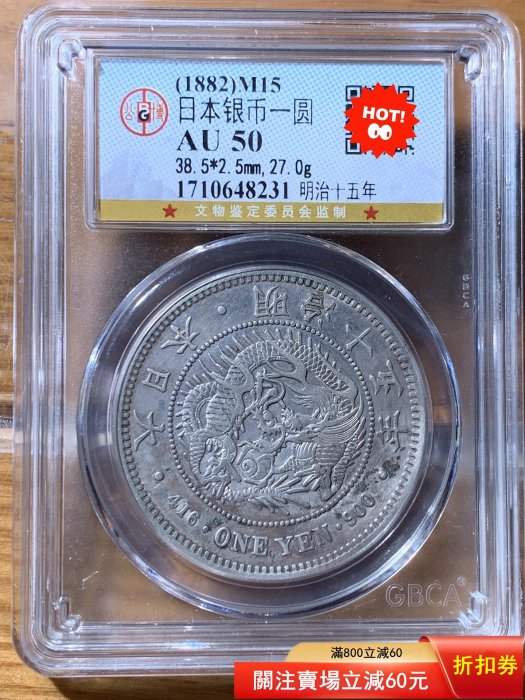 (1882)M15
公 博
日本银币一圆
HOT!
AU 50
38.5*2.5mm,27.0g
1710648231 明治十五年
★ 文物鉴定委员会监制 ★
GBCA
大日本・明治十五年・416・ONE YEN・900・
GBCA®
滿800立減60
關注賣場立減60元
折扣券